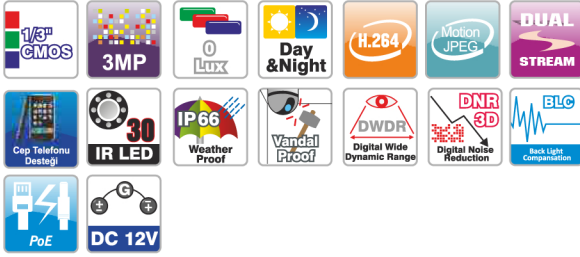 1/3"
CMOS
3MP
0
Lux
Day
&Night
H.264
Motion
JPEG
DUAL
STREAM
Cep Telefonu
Desteği
30
IR LED
IP66
Weather
Proof
Vandal
Proof
DWDR
Digital Wide
Dynamic Range
DNR
3D
Digital Noise
Reduction
BLC
Back Light
Compansation
PoE
G
DC 12V